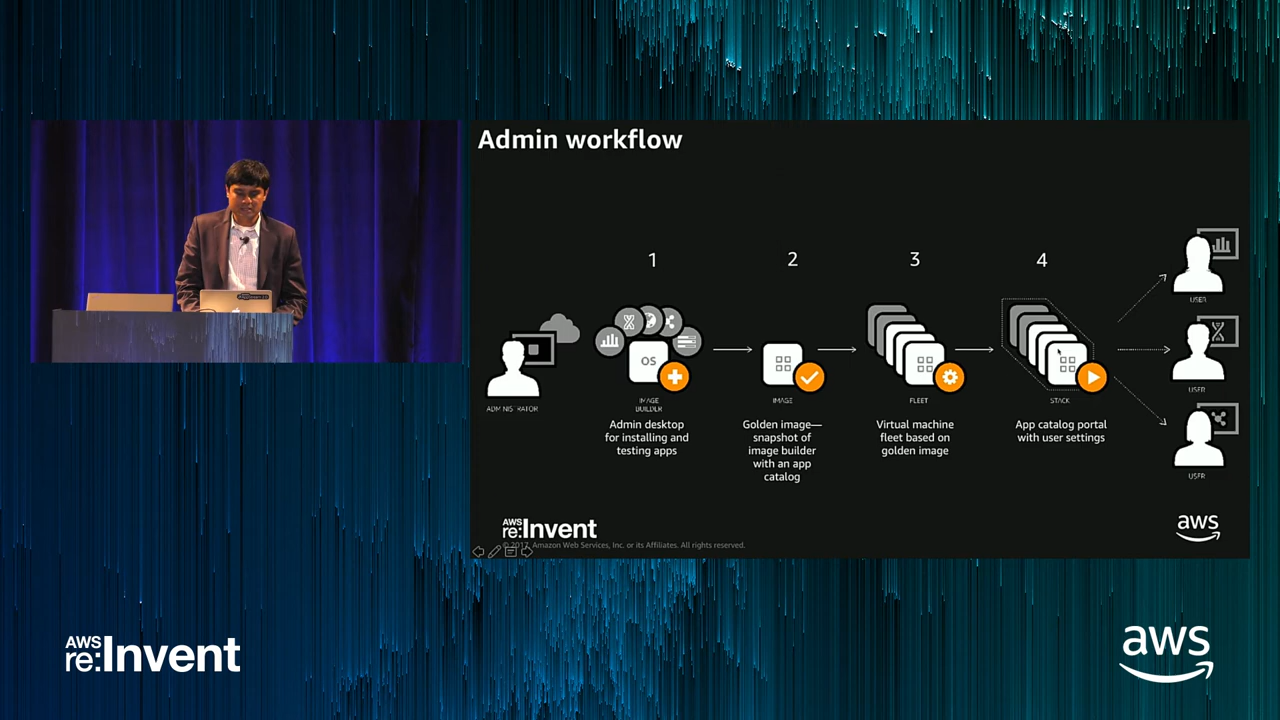 Admin workflow
1
2
3
4
OS
ADMINISTRATOR
IMAGE
BUILDER
IMAGE
FLEET
STACK
USER
USER
USER
Admin desktop
for installing and
testing apps
Golden image—
snapshot of
image builder
with an app
catalog
Virtual machine
fleet based on
golden image
App catalog portal
with user settings
AWS
re:Invent
© 2017, Amazon Web Services, Inc. or its Affiliates. All rights reserved.
aws
AWS
re:Invent
aws